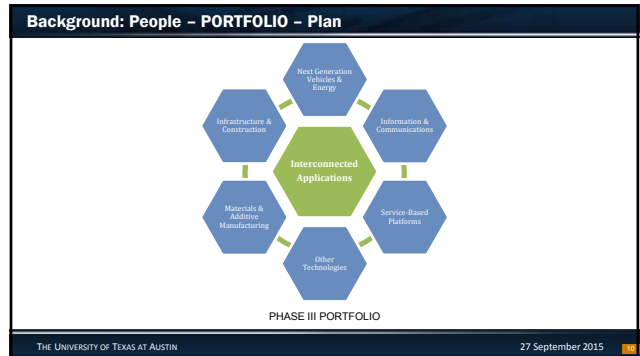 Background: People – PORTFOLIO – Plan
Next Generation
Vehicles &
Energy
Infrastructure &
Construction
Information &
Communications
Interconnected
Applications
Materials &
Additive
Manufacturing
Service-Based
Platforms
Other
Technologies
PHASE III PORTFOLIO
THE UNIVERSITY OF TEXAS AT AUSTIN
27 September 2015
10